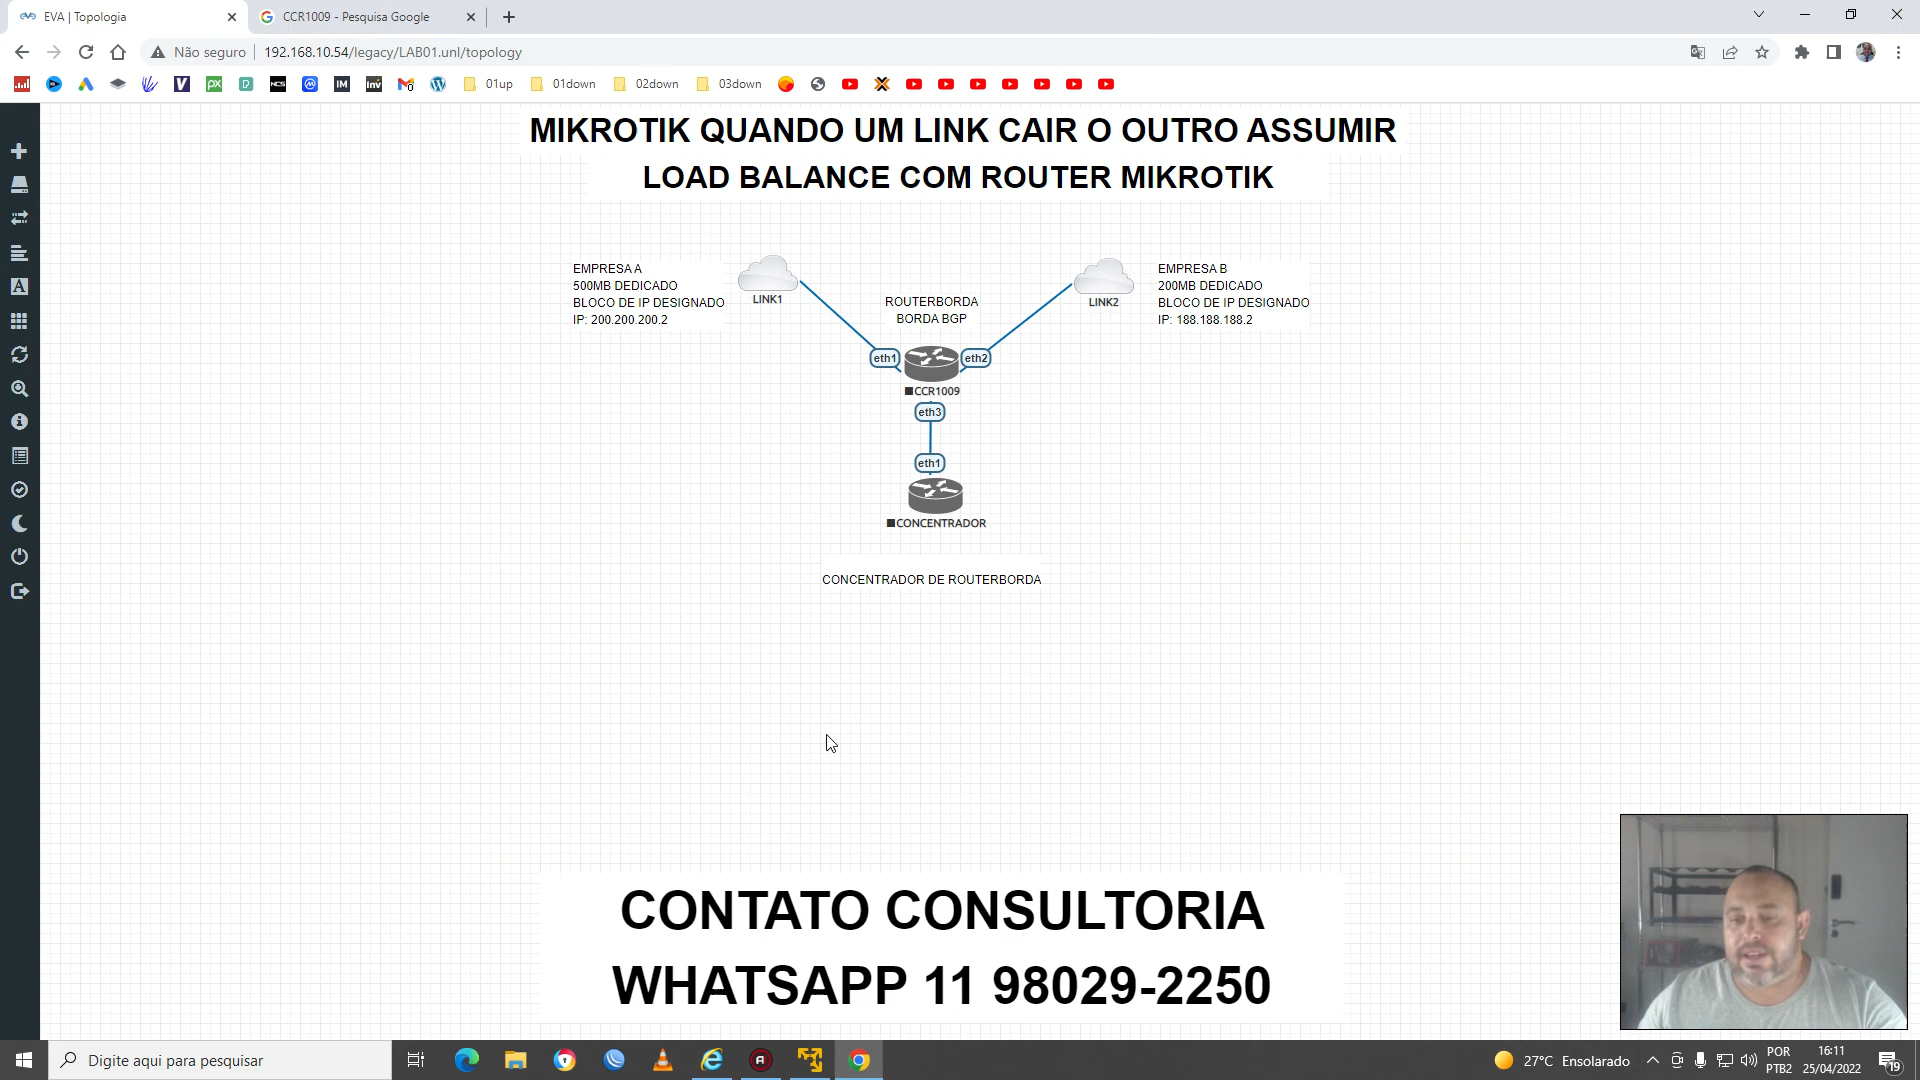 EVA | Topologia
CCR1009 - Pesquisa Google
Não seguro
192.168.10.54/legacy/LAB01.unl/topology
01up
01down
02down
03down
MIKROTIK QUANDO UM LINK CAIR O OUTRO ASSUMIR
LOAD BALANCE COM ROUTER MIKROTIK
EMPRESA A
500MB DEDICADO
BLOCO DE IP DESIGNADO
IP: 200.200.200.2
LINK1
ROUTERBORDA
BORDA BGP
LINK2
EMPRESA B
200MB DEDICADO
BLOCO DE IP DESIGNADO
IP: 188.188.188.2
eth1
eth2
CCR1009
eth3
eth1
CONCENTRADOR
CONCENTRADOR DE ROUTERBORDA
CONTATO CONSULTORIA
WHATSAPP 11 98029-2250
Digite aqui para pesquisar
27°C Ensolarado
POR
PTB2
16:11
25/04/2022
19